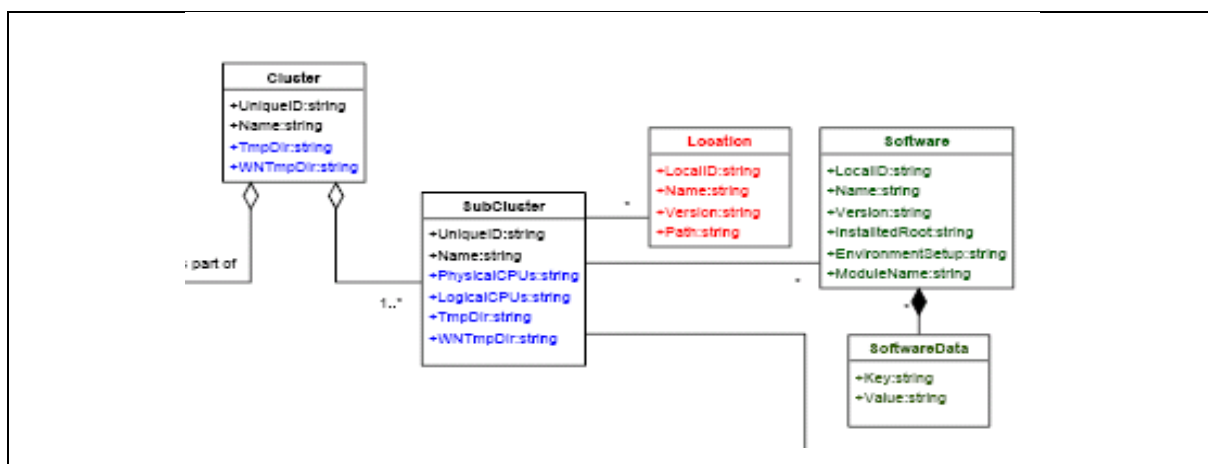 Cluster
+UniqueID:string
+Name:string
+TmpDir:string
+WNTmpDir:string
s part of
1..*
SubCluster
+UniqueID:string
+Name:string
+PhysicalCPUs:string
+LogicalCPUs:string
+TmpDir:string
+WNTmpDir:string
*
Location
+LocalID:string
+Name:string
+Version:string
+Path:string
*
Software
+LocalID:string
+Name:string
+Version:string
+InstalledRoot:string
+EnvironmentSetup:string
+ModuleName:string
*
SoftwareData
+Key:string
+Value:string